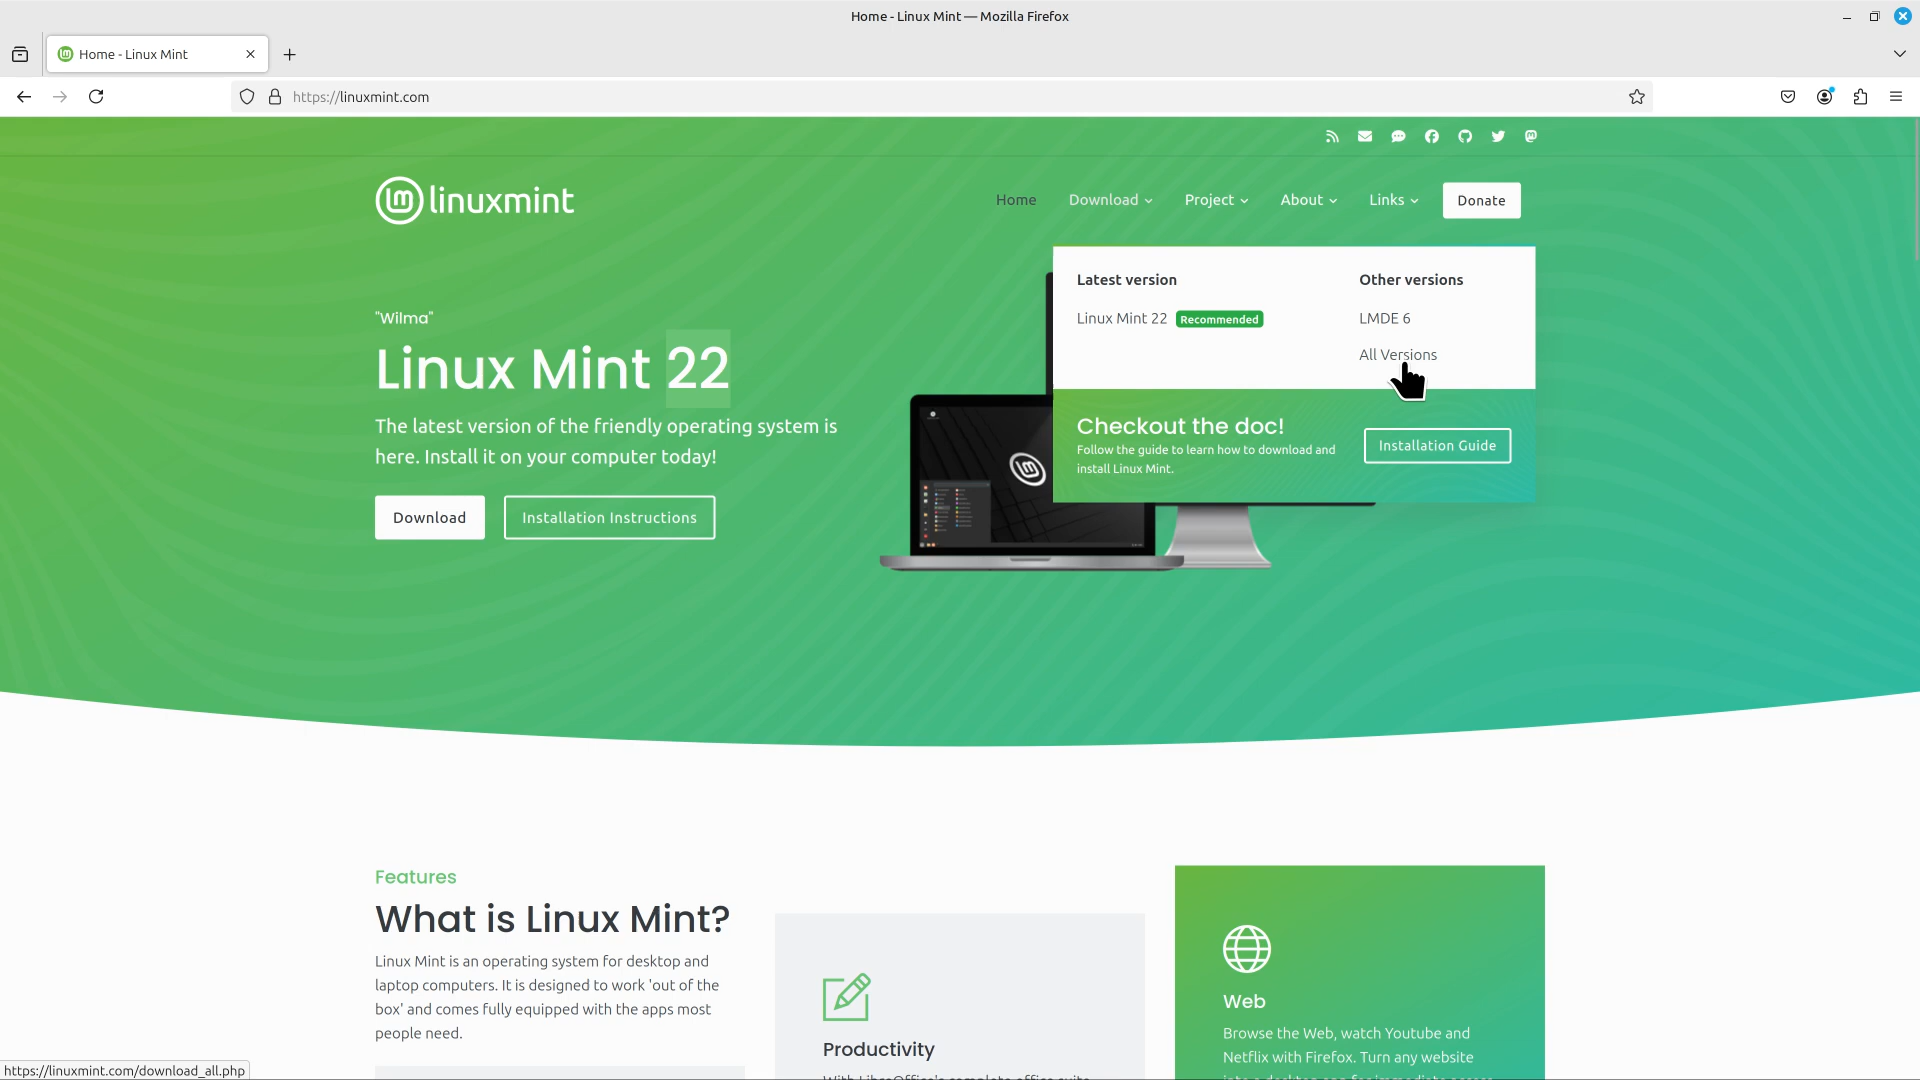 Home - Linux Mint — Mozilla Firefox
Home - Linux Mint
https://linuxmint.com
linuxmint
Home
Download
Project
About
Links
Donate
Latest version
Other versions
Linux Mint 22
Recommended
LMDE 6
All Versions
Checkout the doc!
Follow the guide to learn how to download and
install Linux Mint.
Installation Guide
"Wilma"
Linux Mint 22
The latest version of the friendly operating system is
here. Install it on your computer today!
Download
Installation Instructions
Features
What is Linux Mint?
Linux Mint is an operating system for desktop and
laptop computers. It is designed to work 'out of the
box' and comes fully equipped with the apps most
people need.
Productivity
With LibreOffice's complete office suite
Web
Browse the Web, watch Youtube and
Netflix with Firefox. Turn any website
https://linuxmint.com/download_all.php